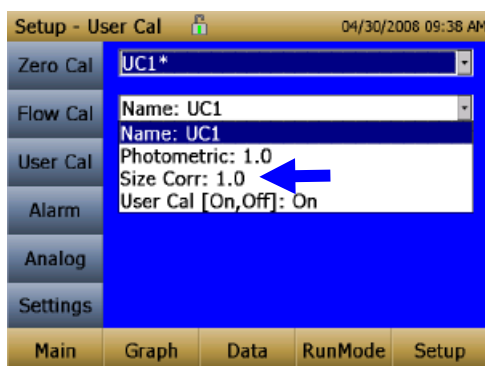 Setup - User Cal 04/30/2008 09:38 AM
Zero Cal
UC1*
Flow Cal
Name: UC1
Name: UC1
User Cal
Photometric: 1.0
Size Corr: 1.0
User Cal [On,Off]: On
Alarm
Analog
Settings
Main Graph Data RunMode Setup